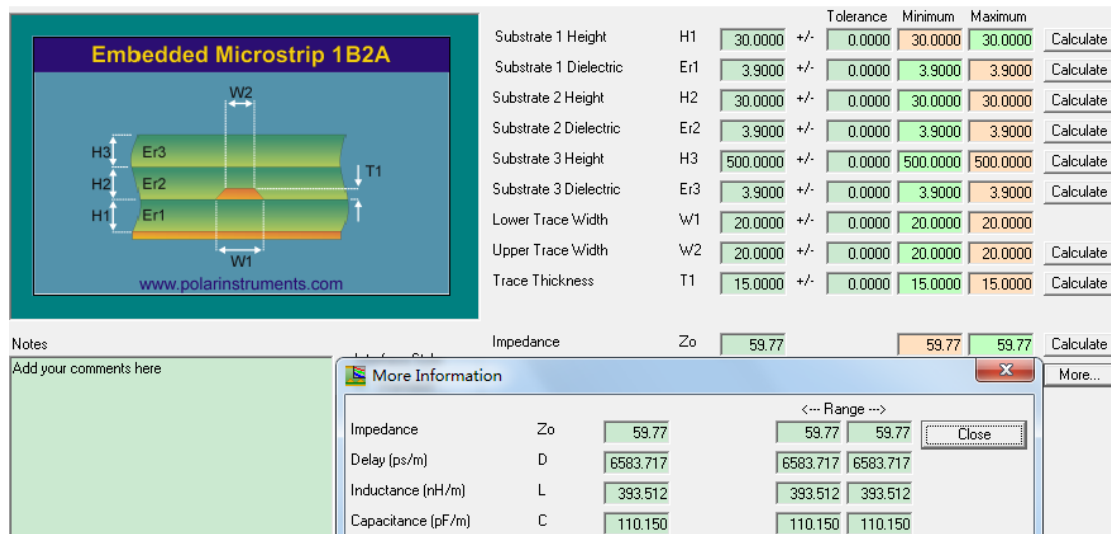 Tolerance Minimum Maximum
Embedded Microstrip 1B2A
W2
H3 Er3
T1
H2 Er2
H1 Er1
W1
www.polarinstruments.com
Substrate 1 Height H1 30.0000 +/- 0.0000 30.0000 30.0000 Calculate
Substrate 1 Dielectric Er1 3.9000 +/- 0.0000 3.9000 3.9000 Calculate
Substrate 2 Height H2 30.0000 +/- 0.0000 30.0000 30.0000 Calculate
Substrate 2 Dielectric Er2 3.9000 +/- 0.0000 3.9000 3.9000 Calculate
Substrate 3 Height H3 500.0000 +/- 0.0000 500.0000 500.0000 Calculate
Substrate 3 Dielectric Er3 3.9000 +/- 0.0000 3.9000 3.9000 Calculate
Lower Trace Width W1 20.0000 +/- 0.0000 20.0000 20.0000
Upper Trace Width W2 20.0000 +/- 0.0000 20.0000 20.0000 Calculate
Trace Thickness T1 15.0000 +/- 0.0000 15.0000 15.0000 Calculate
Impedance Zo 59.77 59.77 59.77 Calculate
More...
Notes
Add your comments here
More Information
<--- Range --->
Impedance Zo 59.77 59.77 59.77 Close
Delay (ps/m) D 6583.717 6583.717 6583.717
Inductance (nH/m) L 393.512 393.512 393.512
Capacitance (pF/m) C 110.150 110.150 110.150